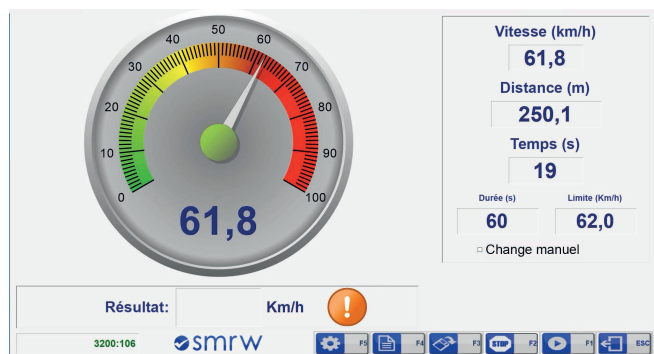 0
10
20
30
40
50
60
70
80
90
100
61,8
Vitesse (km/h)
61,8
Distance (m)
250,1
Temps (s)
19
Durée (s) Limite (Km/h)
60 62,0
Change manuel
Résultat: Km/h !
3200:106 smrw F5 F4 F3 STOP F2 F1 ESC